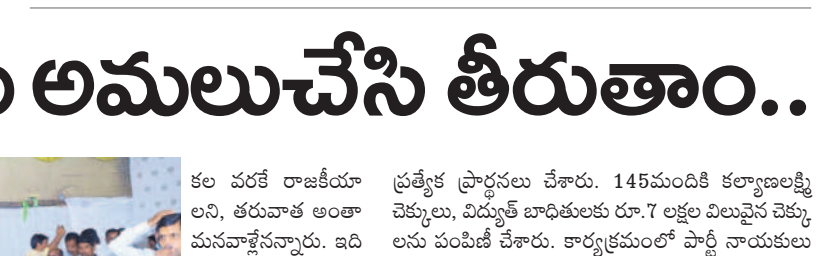 అమలుచేసి తీరుతాం..
కల వరకే రాజకీయా
లని, తరువాత అంతా
మనవాళ్లేనన్నారు. ఇది
ప్రత్యేక ప్రార్థనలు చేశారు. 145మందికి కల్యాణలక్ష్మి
చెక్కులు, విద్యుత్ బాధితులకు రూ.7 లక్షల విలువైన చెక్కు
లను పంపిణీ చేశారు. కార్యక్రమంలో పార్టీ నాయకులు